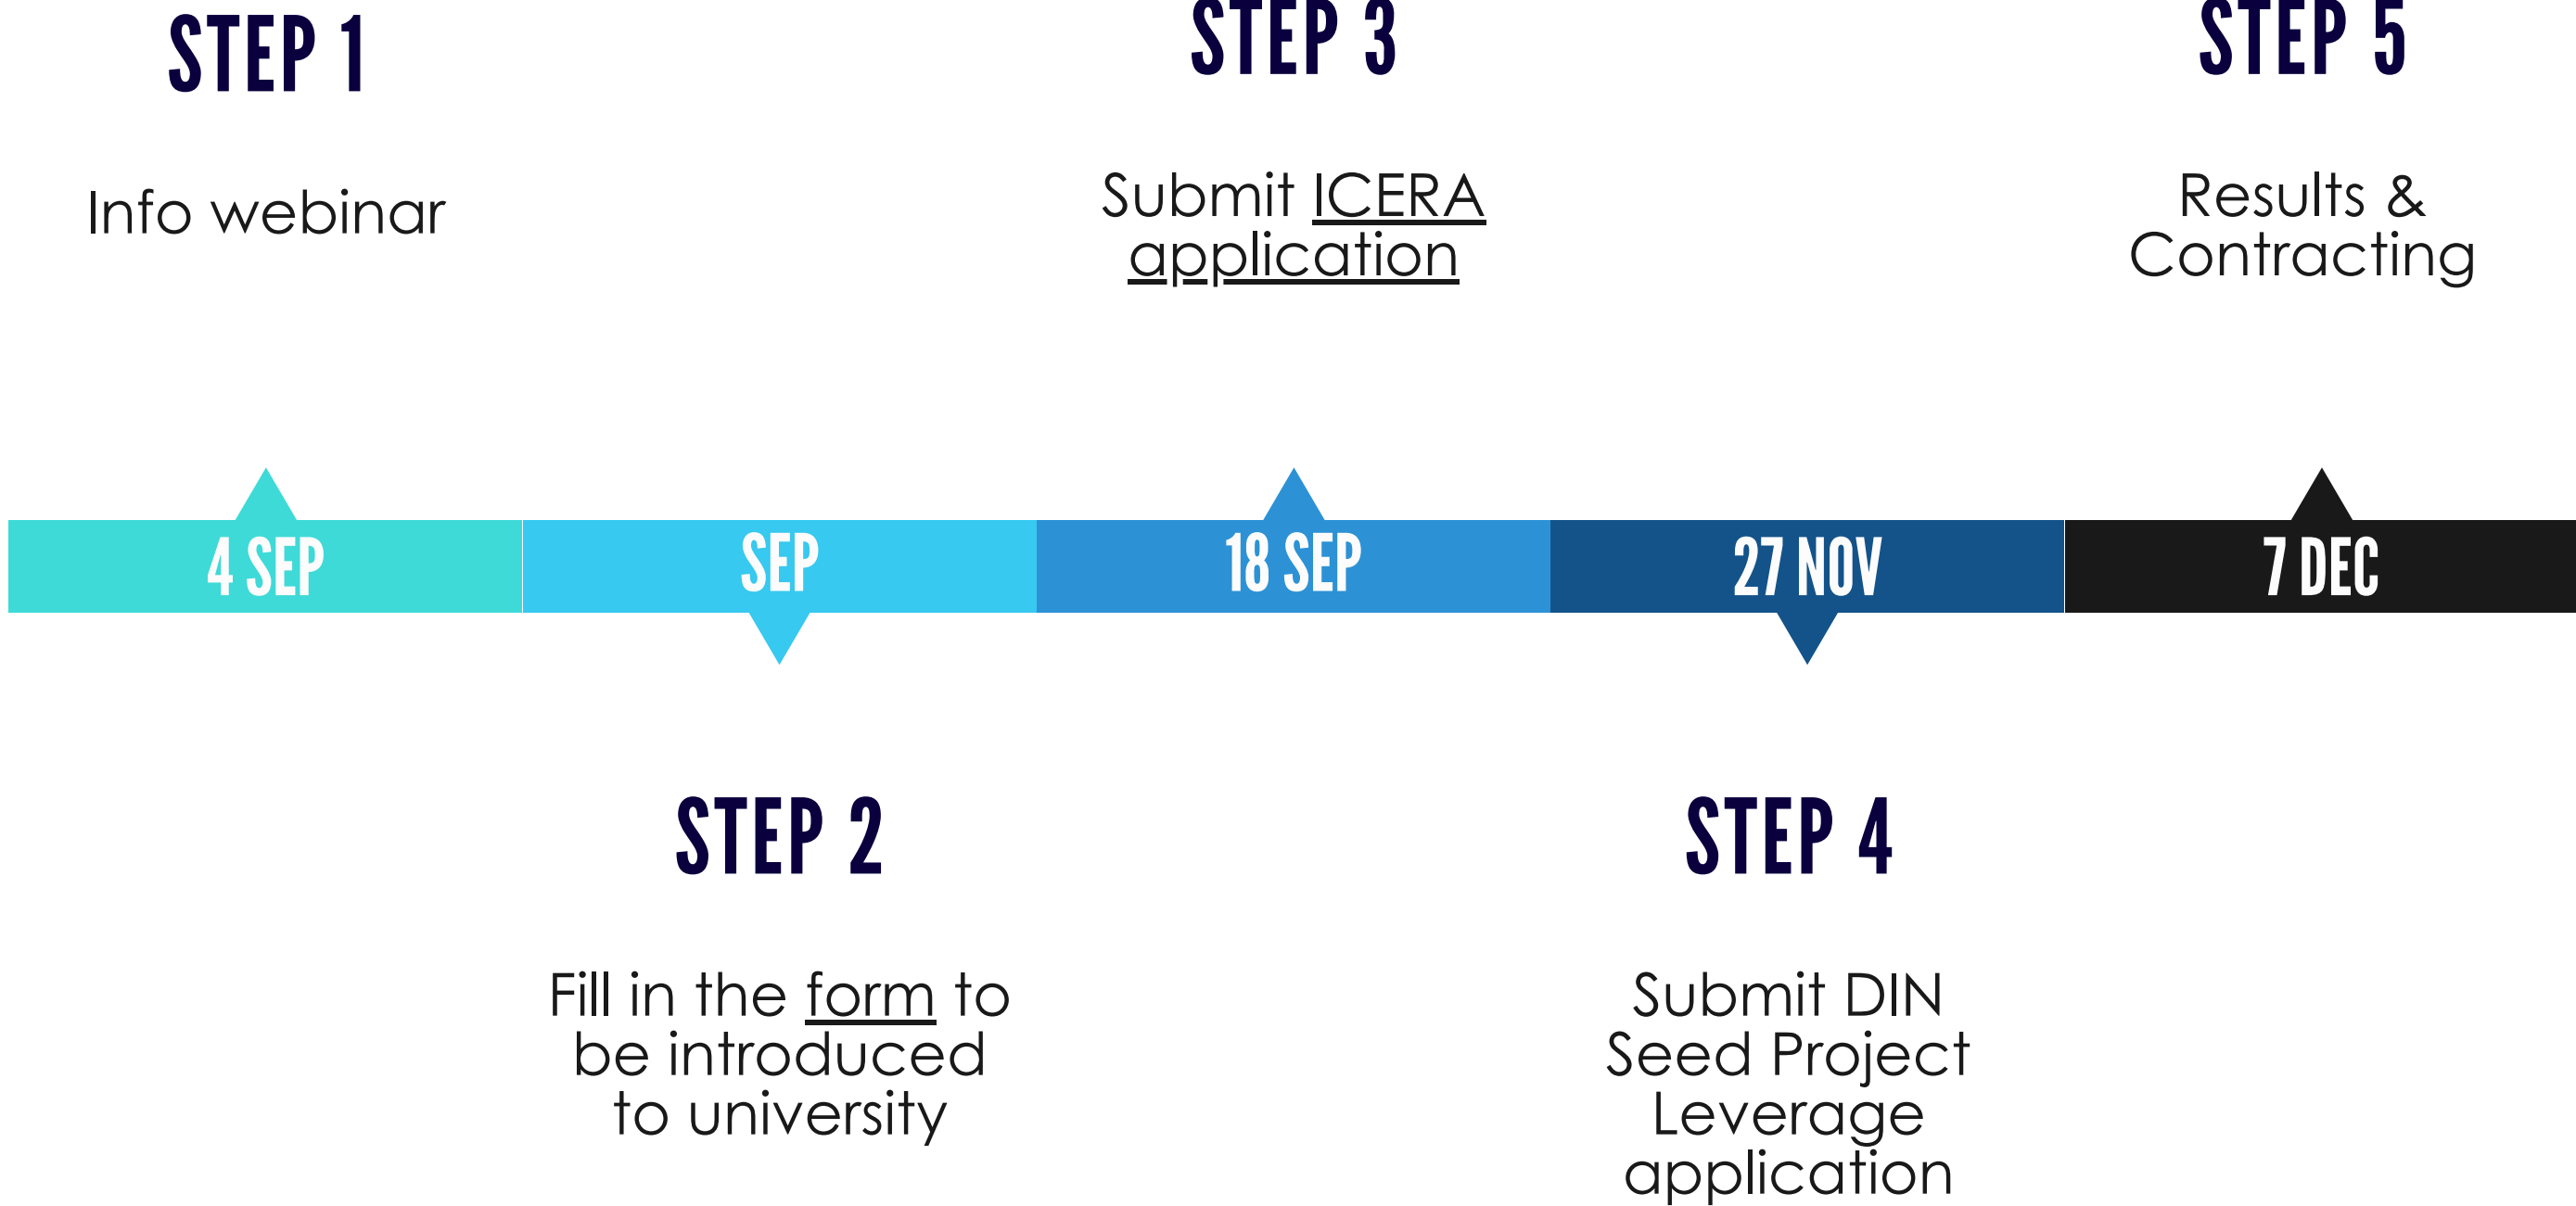 STEP 1
Info webinar
STEP 3
Submit ICERA
application
STEP 5
Results &
Contracting
4 SEP
SEP
18 SEP
27 NOV
7 DEC
STEP 2
Fill in the form to
be introduced
to university
STEP 4
Submit DIN
Seed Project
Leverage
application